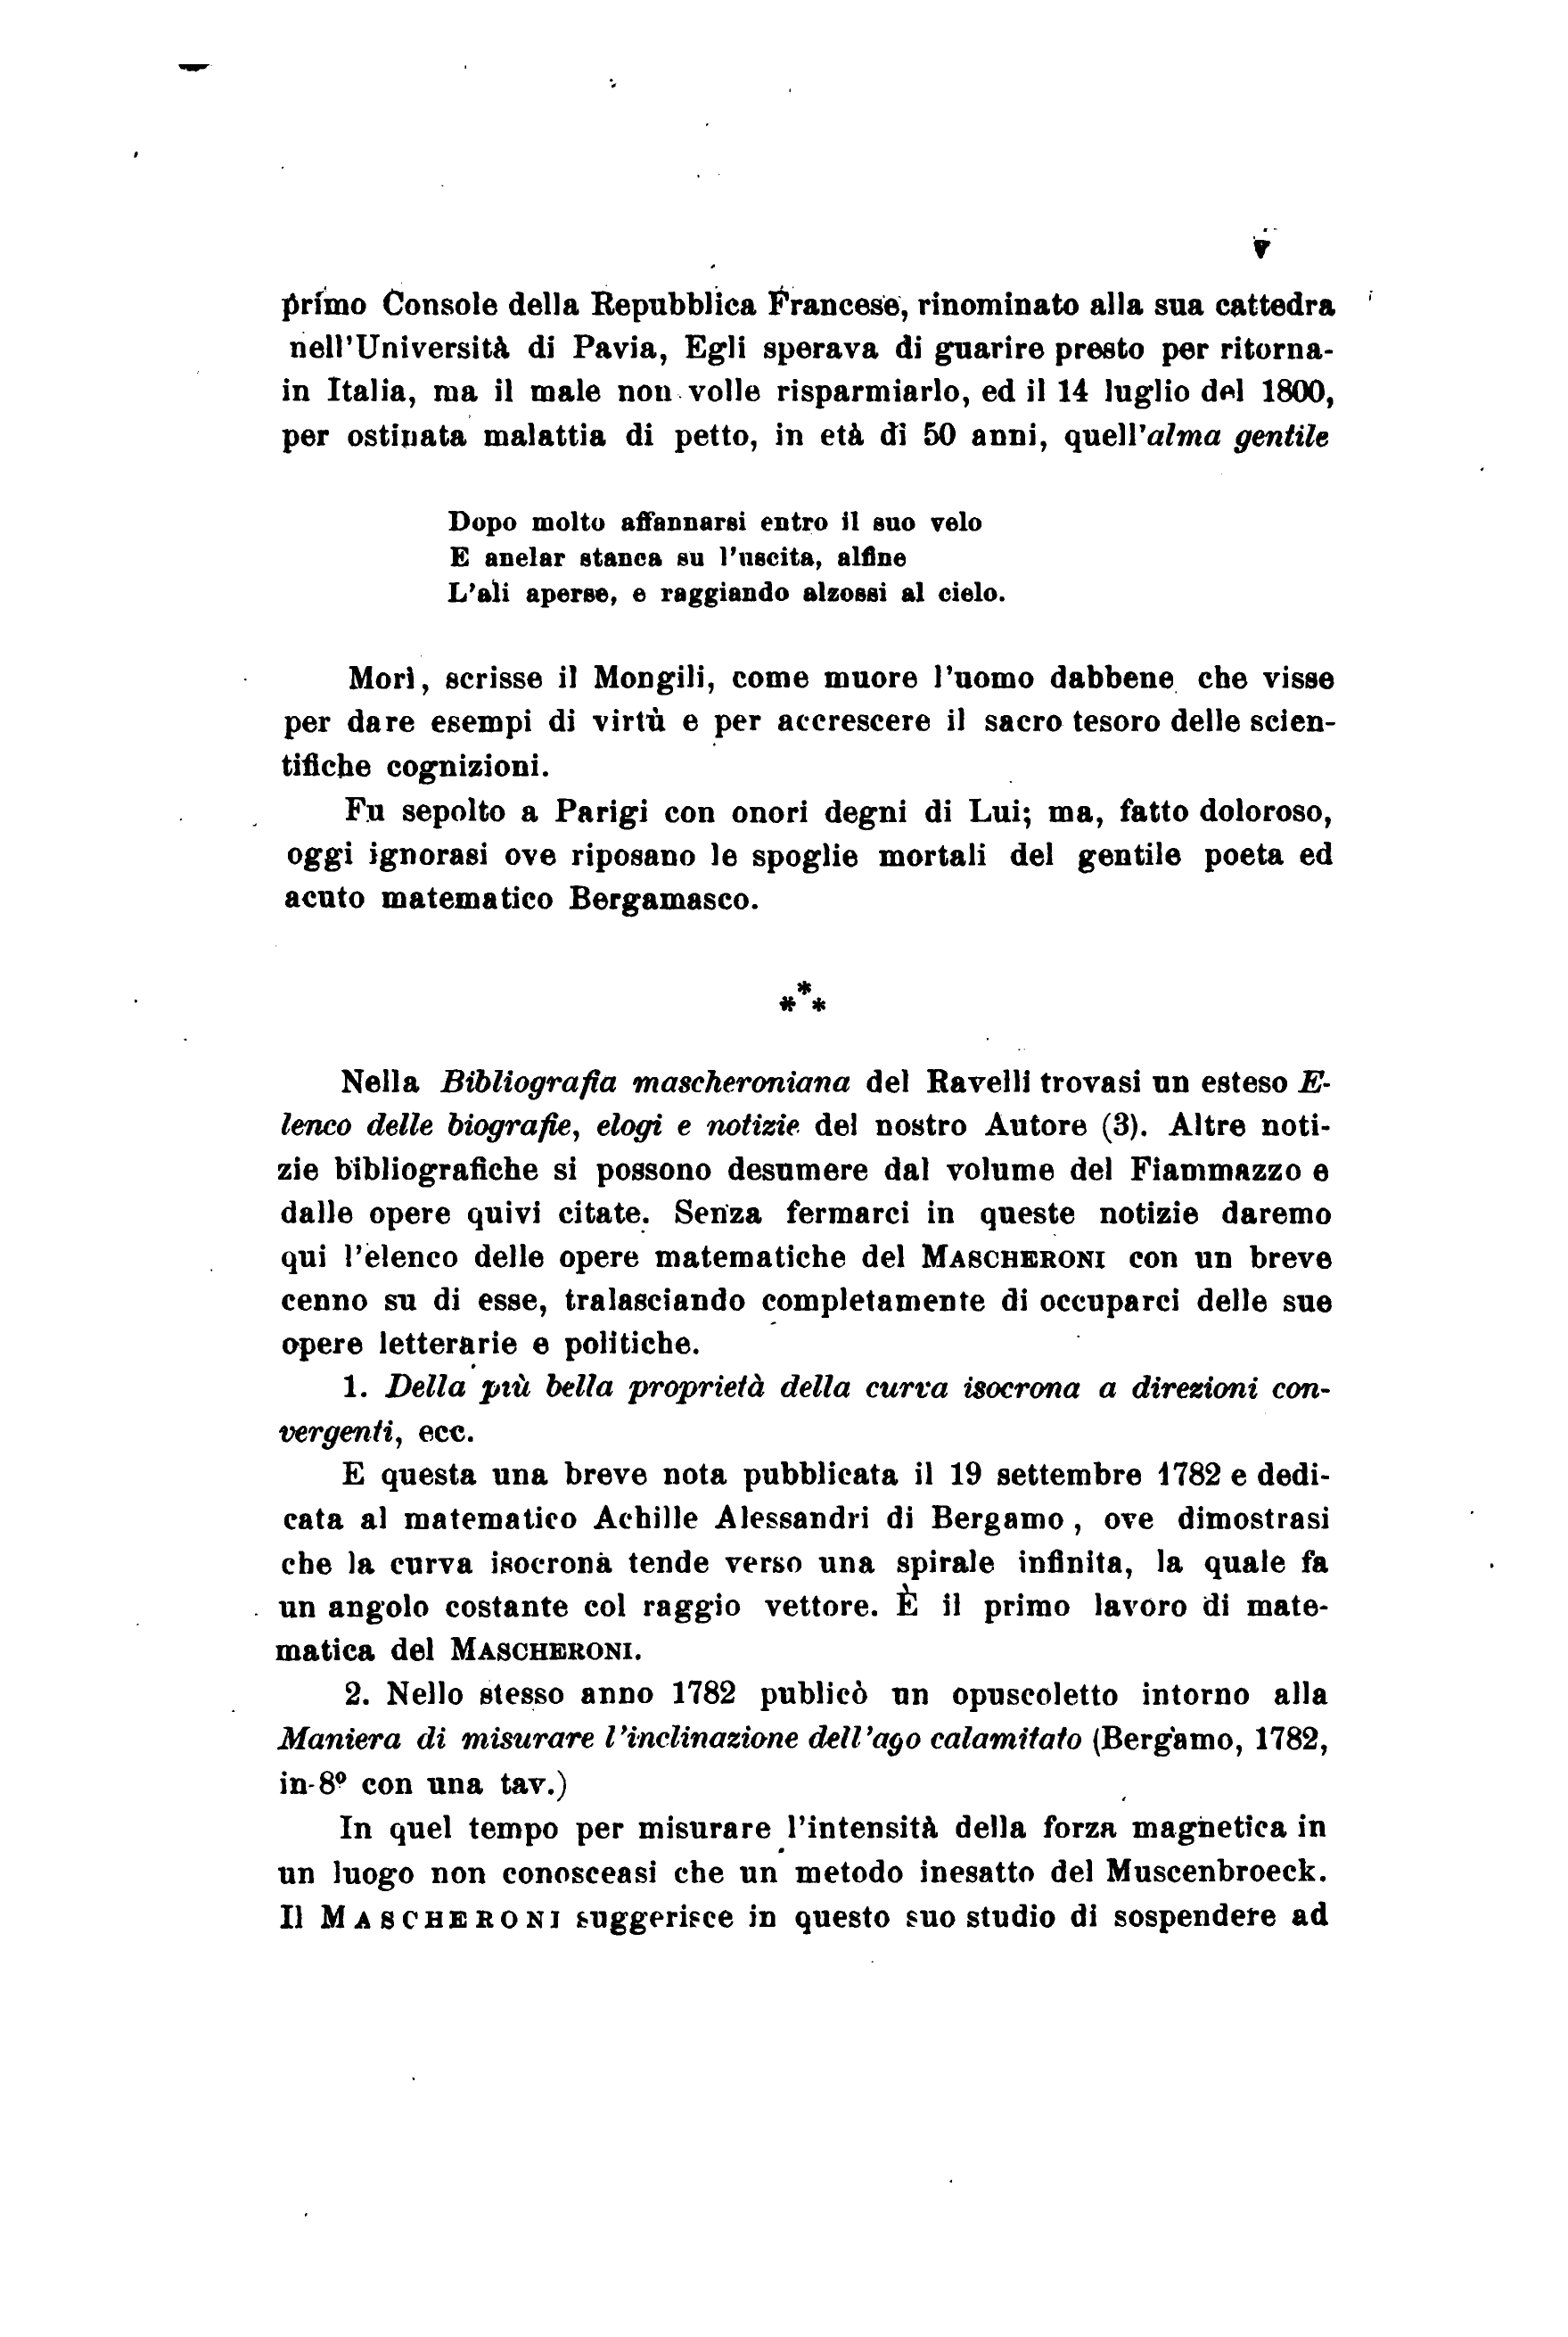 V
primo Console della Repubblica Francese, rinominato alla sua cattedra
nell'Università di Pavia, Egli sperava di guarire presto per ritorna-
in Italia, ma il male non volle risparmiarlo, ed il 14 luglio del 1800,
per ostinata malattia di petto, in età di 50 anni, quell'alma gentile
Dopo molto affannarsi entro il suo velo
E anelar stanca su l'uscita, alfine
L'ali aperse, e raggiando alzossi al cielo.
Morì, scrisse il Mongili, come muore l'uomo dabbene che visse
per dare esempi di virtù e per accrescere il sacro tesoro delle scien-
tifiche cognizioni.
Fu sepolto a Parigi con onori degni di Lui; ma, fatto doloroso,
oggi ignorasi ove riposano le spoglie mortali del gentile poeta ed
acuto matematico Bergamasco.
***
Nella Bibliografia mascheroniana del Ravelli trovasi un esteso E-
lenco delle biografie, elogi e notizie del nostro Autore (3). Altre noti-
zie bibliografiche si possono desumere dal volume del Fiammazzo e
dalle opere quivi citate. Senza fermarci in queste notizie daremo
qui l'elenco delle opere matematiche del MASCHERONI con un breve
cenno su di esse, tralasciando completamente di occuparci delle sue
opere letterarie e politiche.
1. Della più bella proprietà della curva isocrona a direzioni con-
vergenti, ecc.
E questa una breve nota pubblicata il 19 settembre 1782 e dedi-
cata al matematico Achille Alessandri di Bergamo, ove dimostrasi
che la curva isocrona tende verso una spirale infinita, la quale fa
un angolo costante col raggio vettore. È il primo lavoro di mate-
matica del MASCHERONI.
2. Nello stesso anno 1782 publicò un opuscoletto intorno alla
Maniera di misurare l'inclinazione dell'ago calamitato (Bergamo, 1782,
in-8º con una tav.)
In quel tempo per misurare l'intensità della forza magnetica in
un luogo non conosceasi che un metodo inesatto del Muscenbroeck.
Il MASCHERONI suggerisce in questo suo studio di sospendere ad